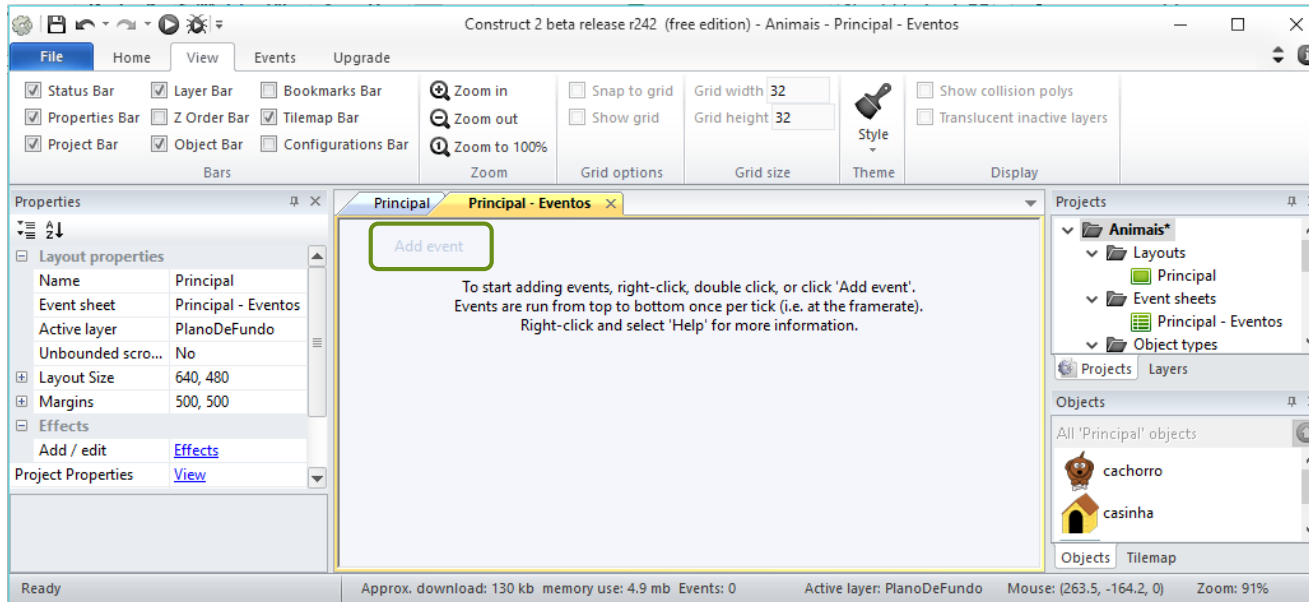 Construct 2 beta release r242 (free edition) - Animais - Principal - Eventos
File Home View Events Upgrade
Status Bar Layer Bar Bookmarks Bar
Properties Bar Z Order Bar Tilemap Bar
Project Bar Object Bar Configurations Bar
Bars
Zoom in
Zoom out
Zoom to 100%
Zoom
Snap to grid
Show grid
Grid options
Grid width 32
Grid height 32
Grid size
Style
Theme
Show collision polys
Translucent inactive layers
Display
Properties
Layout properties
Name Principal
Event sheet Principal - Eventos
Active layer PlanoDeFundo
Unbounded scro... No
Layout Size 640, 480
Margins 500, 500
Effects
Add / edit Effects
Project Properties View
Principal Principal - Eventos
Add event
To start adding events, right-click, double click, or click 'Add event'.
Events are run from top to bottom once per tick (i.e. at the framerate).
Right-click and select 'Help' for more information.
Projects
Animais*
Layouts
Principal
Event sheets
Principal - Eventos
Object types
Projects Layers
Objects
All 'Principal' objects
cachorro
casinha
Objects Tilemap
Ready Approx. download: 130 kb memory use: 4.9 mb Events: 0 Active layer: PlanoDeFundo Mouse: (263.5, -164.2, 0) Zoom: 91%